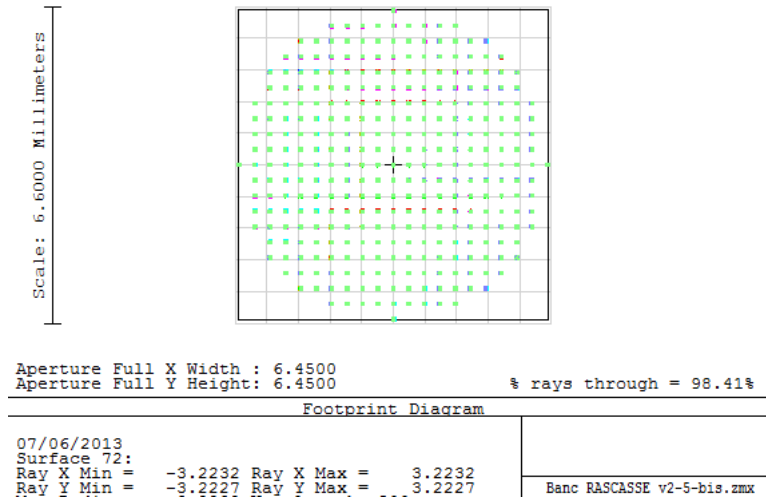 Scale: 6.6000 Millimeters
Aperture Full X Width : 6.4500
Aperture Full Y Height: 6.4500
% rays through = 98.41%
Footprint Diagram
07/06/2013
Surface 72:
Ray X Min = -3.2232 Ray X Max = 3.2232
Ray Y Min = -3.2227 Ray Y Max = 3.2227
Banc RASCASSE v2-5-bis.zmx